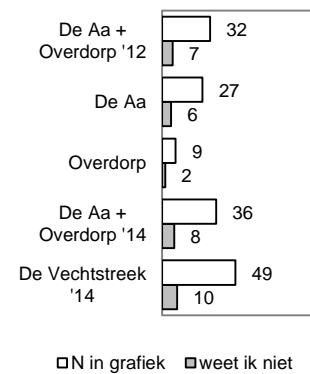 De Aa +
Overdorp '12
32
7
De Aa
27
6
Overdorp
9
2
De Aa +
Overdorp '14
36
8
De Vechtstreek
'14
49
10
N in grafiek weet ik niet